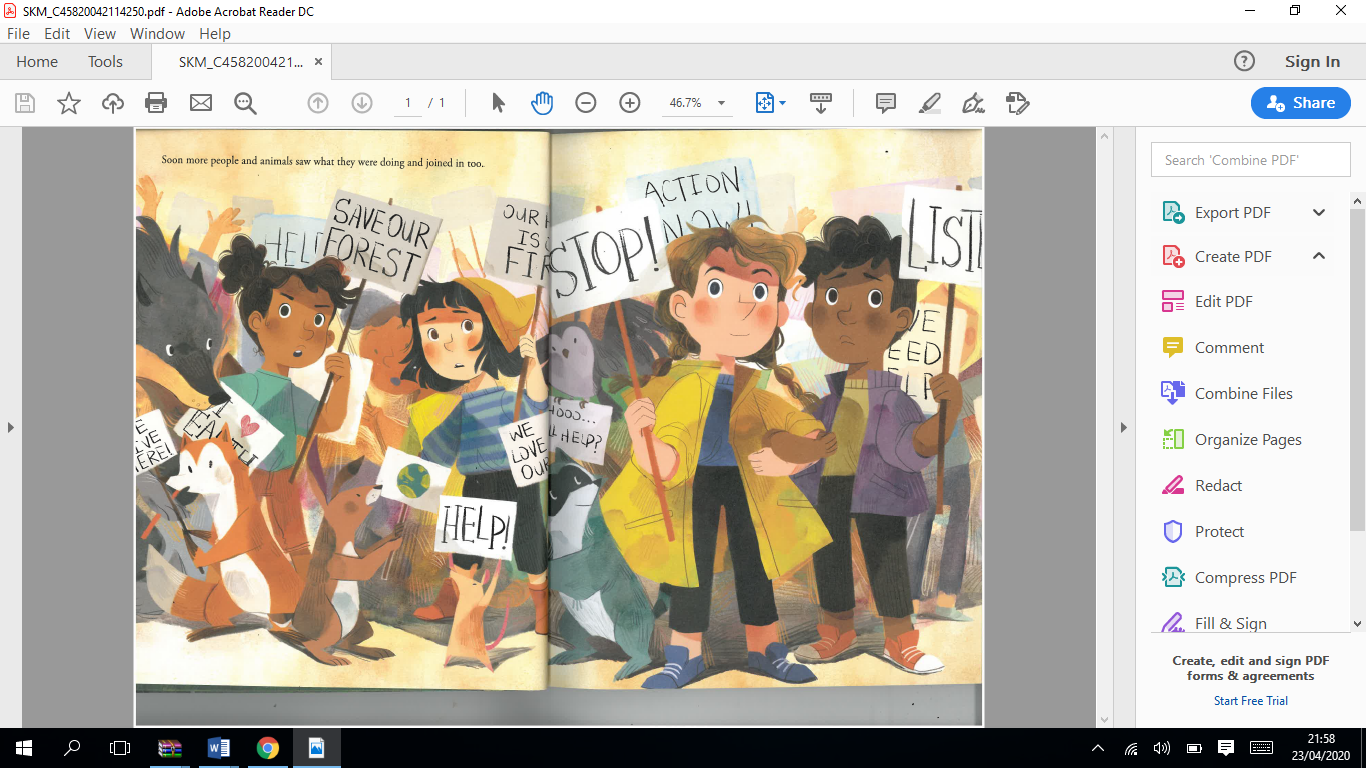 SKM_C45820042114250.pdf - Adobe Acrobat Reader DC
File Edit View Window Help
Home Tools SKM_C458200421... × Sign In
1 / 1 46.7% Share
Soon more people and animals saw what they were doing and joined in too.
SAVE OUR
FOREST
OUR
IS
STOP!
ACTION
NOW!!
EED
I
WE
LOVE
OUR
HELP?
HELP!
Search 'Combine PDF'
Export PDF
Create PDF
Edit PDF
Comment
Combine Files
Organize Pages
Redact
Protect
Compress PDF
Fill & Sign
Create, edit and sign PDF
forms & agreements
Start Free Trial
21:58
23/04/2020